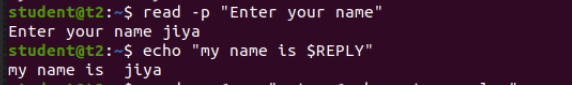 student@t2:~$ read -p "Enter your name"
Enter your name jiya
student@t2:~$ echo "my name is $REPLY"
my name is  jiya